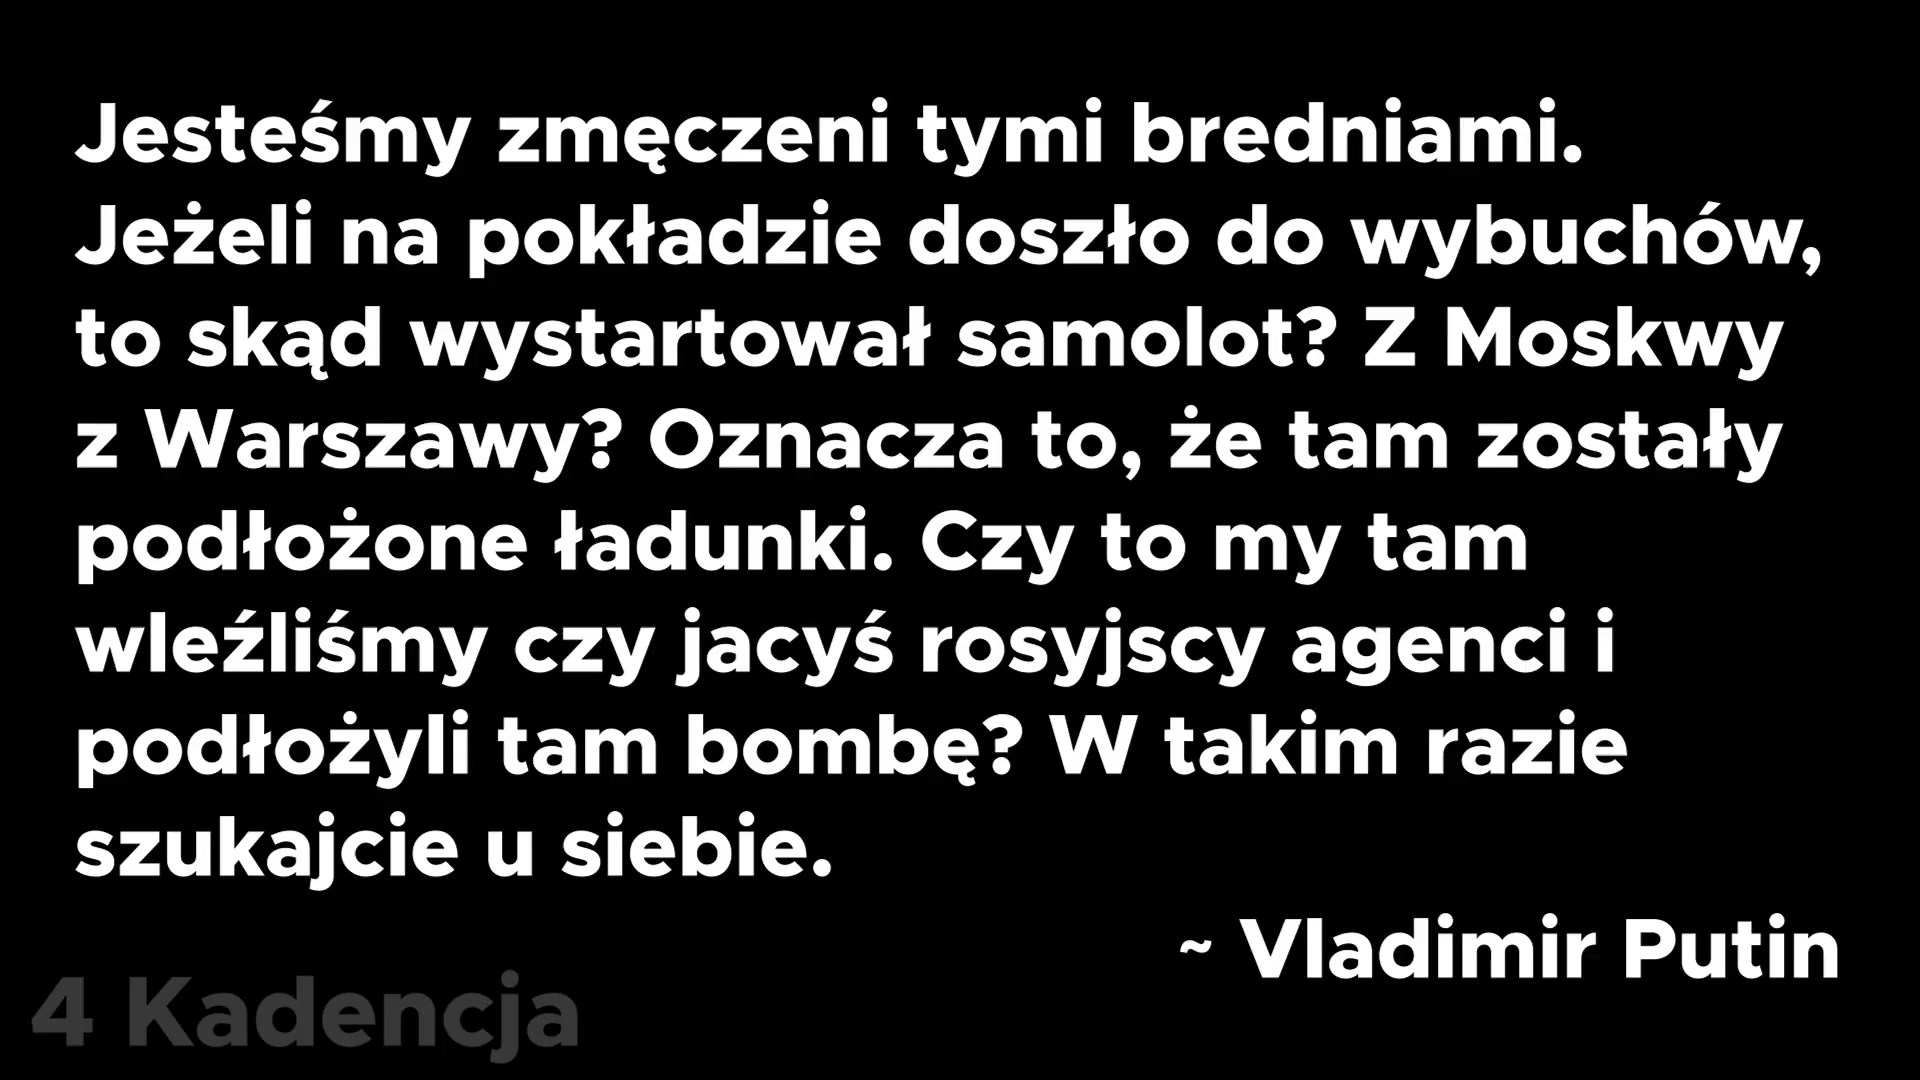 Jesteśmy zmęczeni tymi bredniami.
Jeżeli na pokładzie doszło do wybuchów,
to skąd wystartował samolot? Z Moskwy
z Warszawy? Oznacza to, że tam zostały
podłożone ładunki. Czy to my tam
wleźliśmy czy jacyś rosyjscy agenci i
podłożyli tam bombę? W takim razie
szukajcie u siebie.
~ Vladimir Putin
4 Kadencja